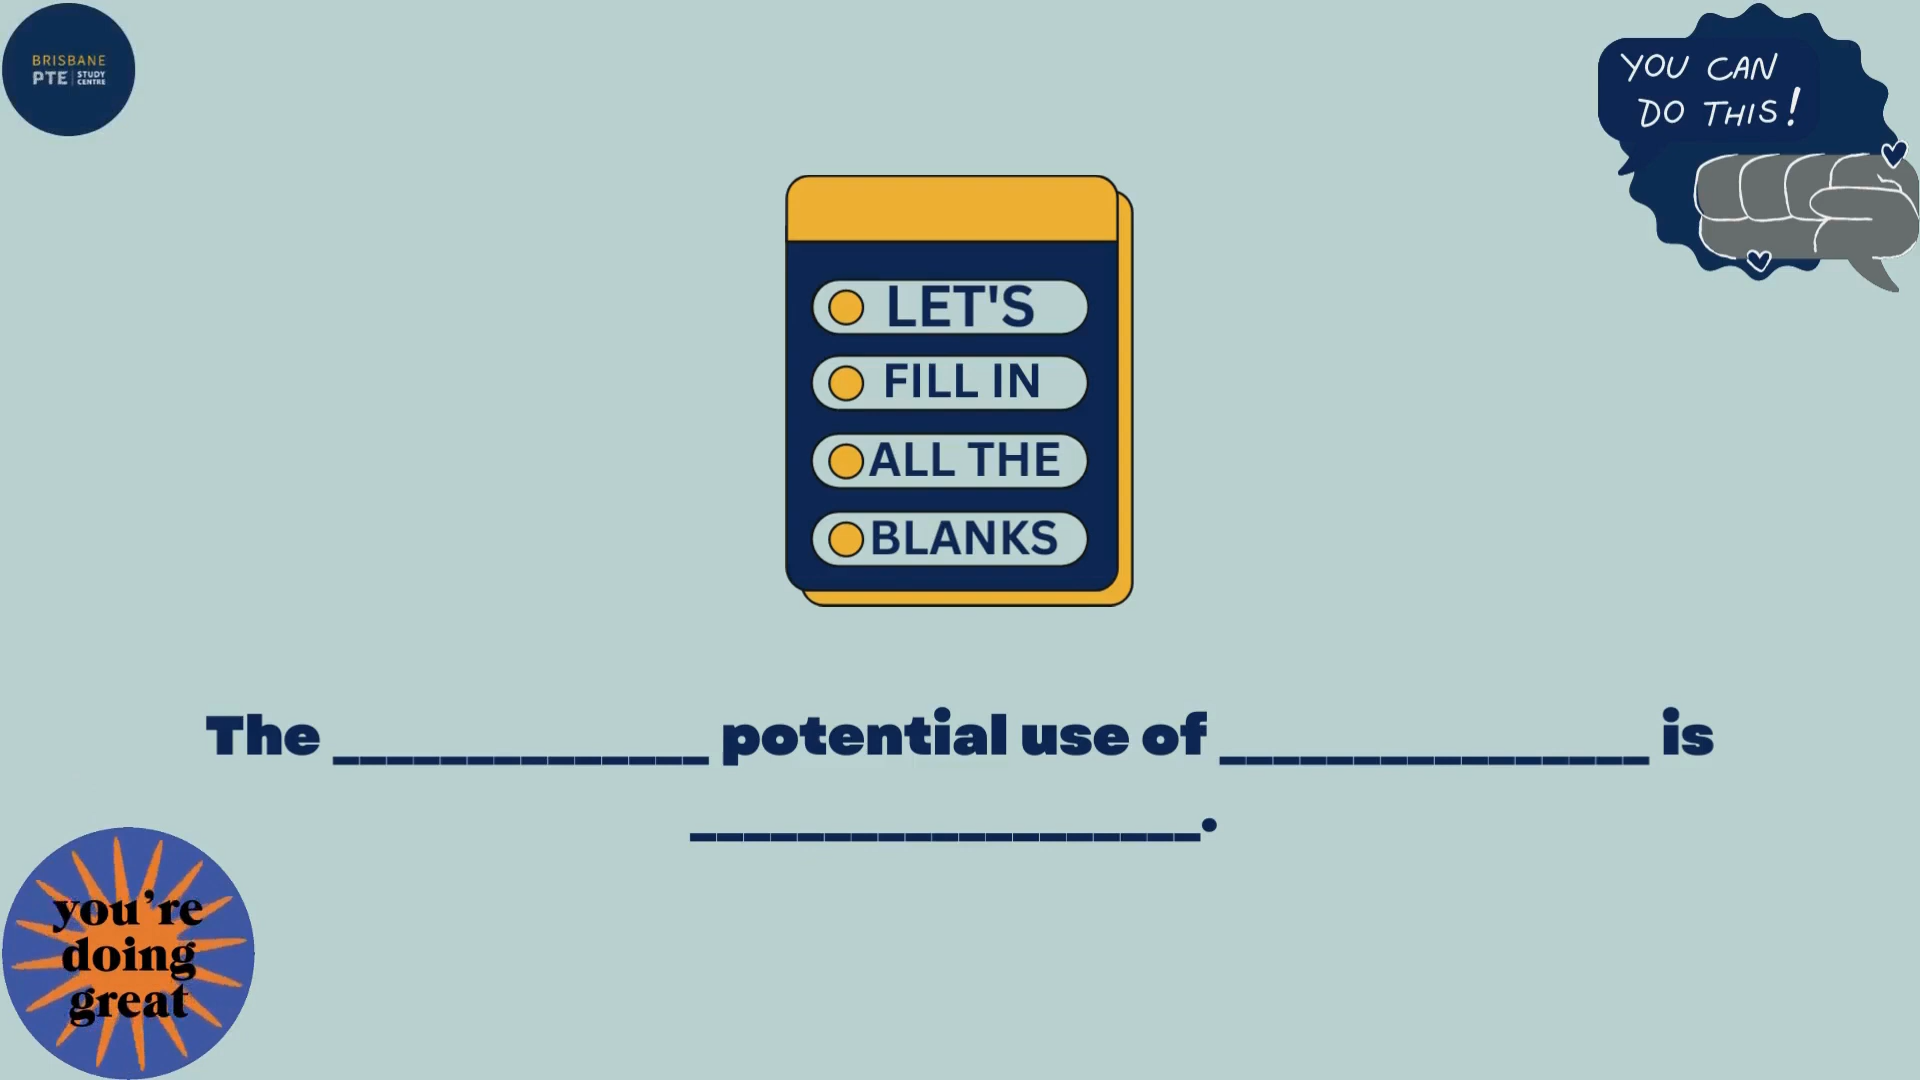 BRISBANE
PTE STUDY
CENTRE
YOU CAN
DO THIS!
LET'S
FILL IN
ALL THE
BLANKS
The ______________ potential use of ________________ is
___________________.
you're
doing
great